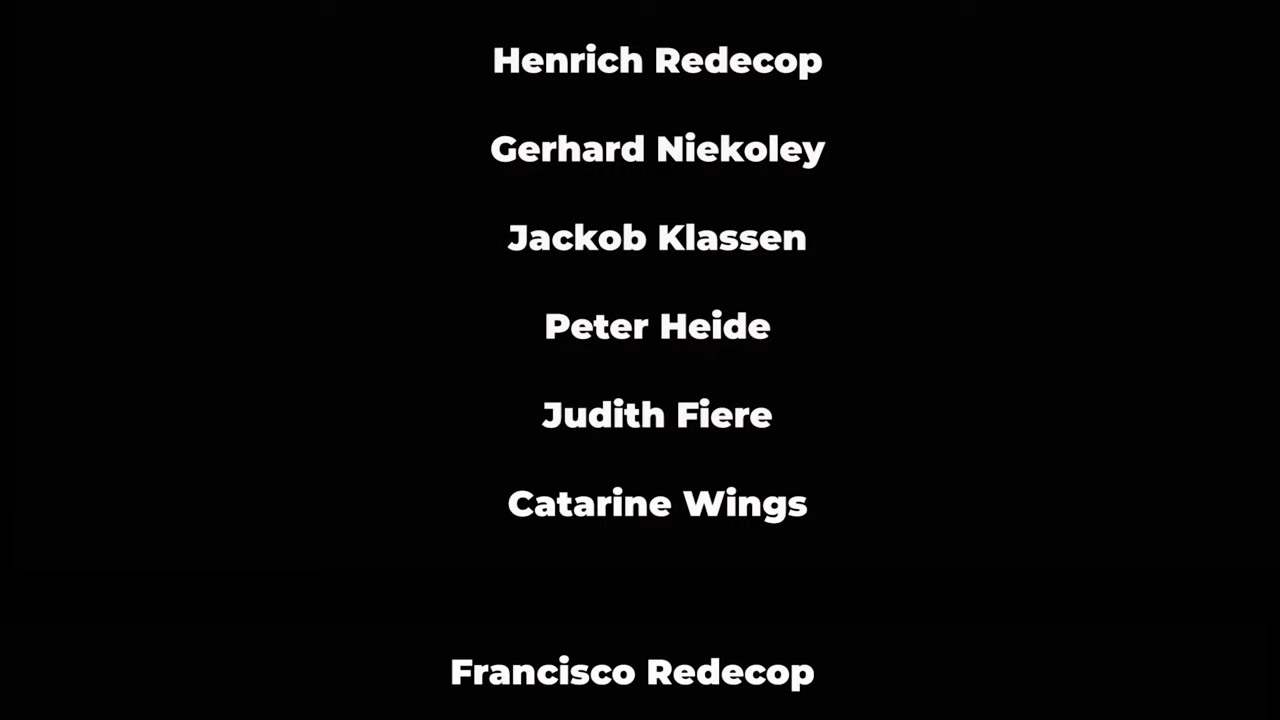 Henrich Redecop
Gerhard Niekoley
Jackob Klassen
Peter Heide
Judith Fiere
Catarine Wings
Francisco Redecop